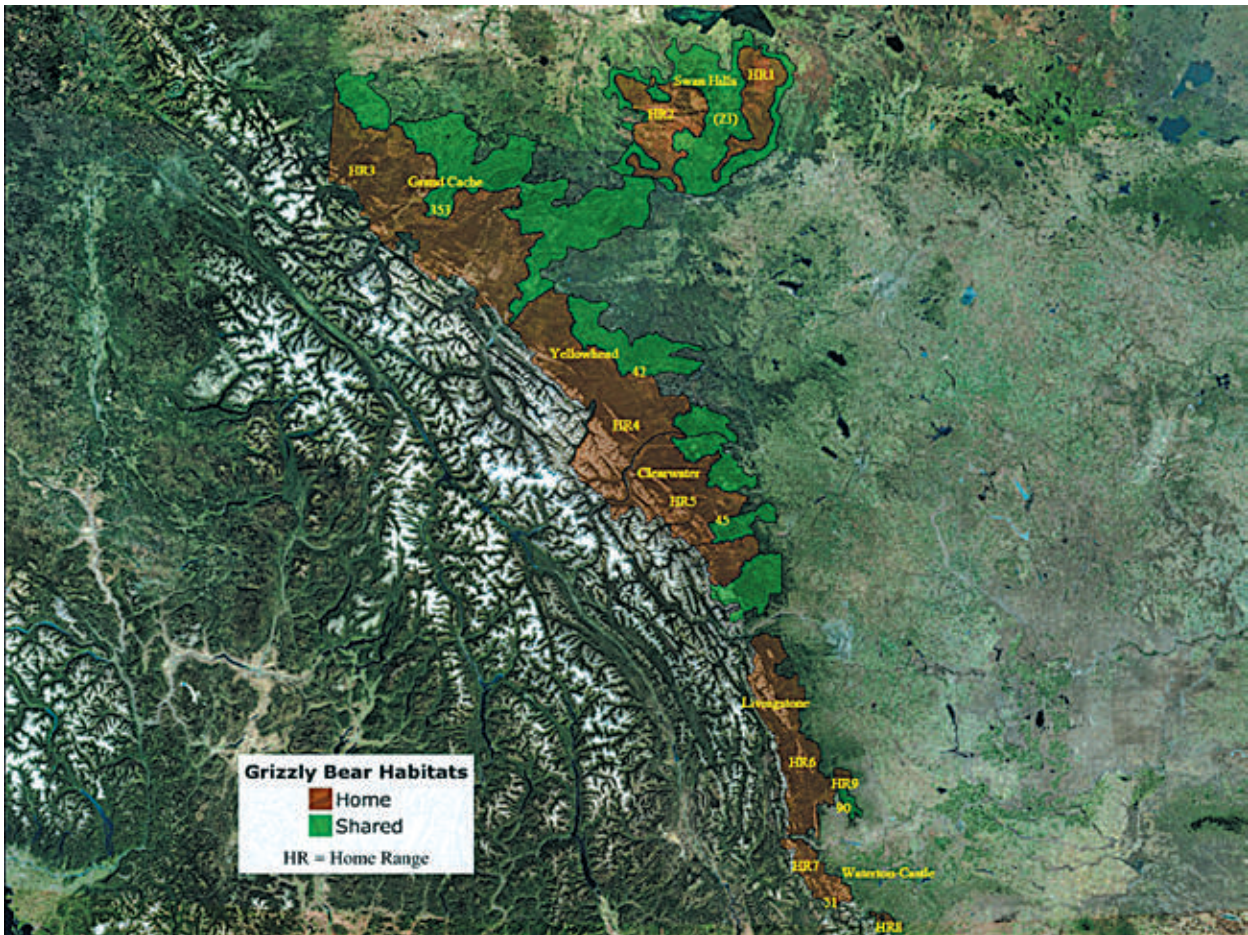 Swan Hills
HR1
HR2
(23)
HR3
Grand Cache
353
Yellowhead
42
HR4
Clearwater
HR5
45
Livingstone
HR6
HR9
90
HR7
Waterton-Castle
51
HR8
Grizzly Bear Habitats
Home
Shared
HR = Home Range